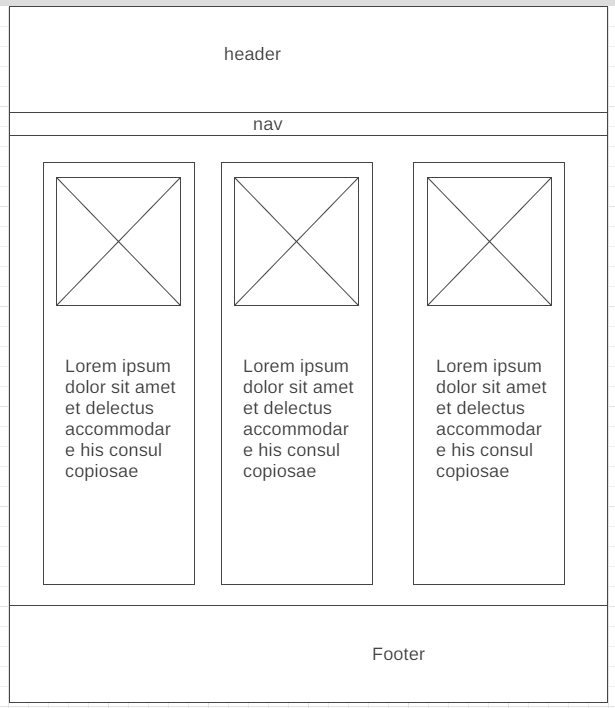 header
nav
Lorem ipsum
dolor sit amet
et delectus
accommodar
e his consul
copiosae
Lorem ipsum
dolor sit amet
et delectus
accommodar
e his consul
copiosae
Lorem ipsum
dolor sit amet
et delectus
accommodar
e his consul
copiosae
Footer